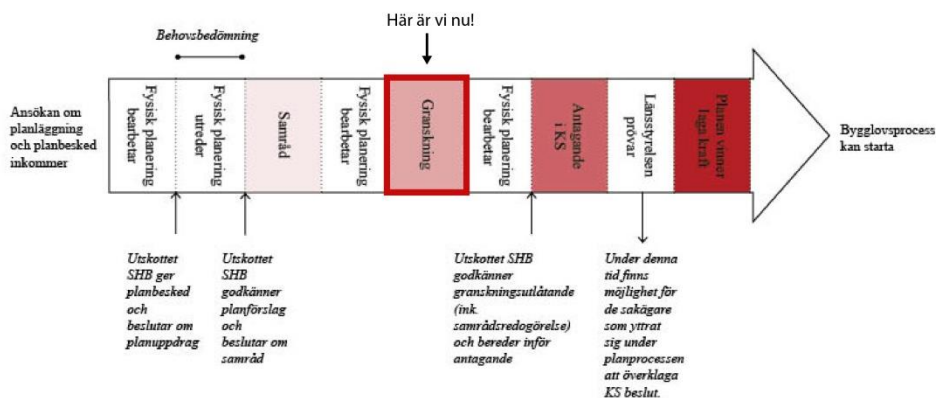 Här är vi nu!
Behovsbedömning
Ansökan om
planläggning
och planbesked
inkommer
Fysisk planering
bearbetar
Fysisk planering
utreder
Samråd
Fysisk planering
bearbetar
Granskning
Fysisk planering
bearbetar
Antagande
i KS
Länsstyrelsen
prövar
Planen vinner
laga kraft
Bygglovsprocess
kan starta
Utskottet
SHB ger
planbesked
och
beslutar om
planuppdrag
Utskottet
SHB
godkänner
planförslag
och
beslutar om
samråd
Utskottet SHB
godkänner
granskningsutlåtande
(ink.
samrådsredogörelse)
och bereder inför
antagande
Under denna
tid finns
möjlighet för
de sakägare
som yttrat
sig under
planprocessen
att överklaga
KS beslut.